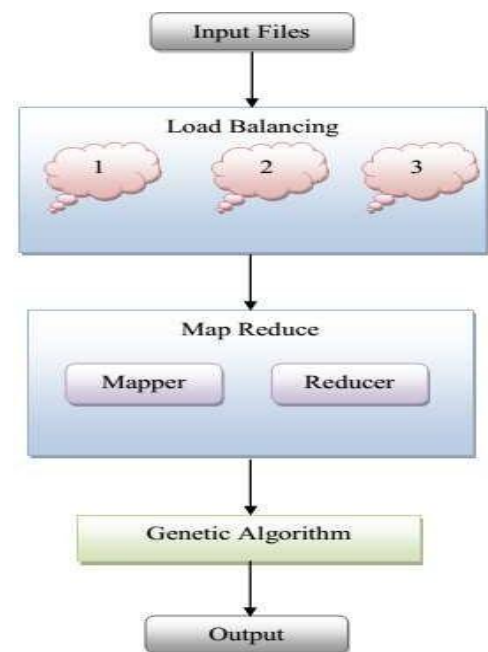 Input Files
Load Balancing
1 2 3
Map Reduce
Mapper Reducer
Genetic Algorithm
Output